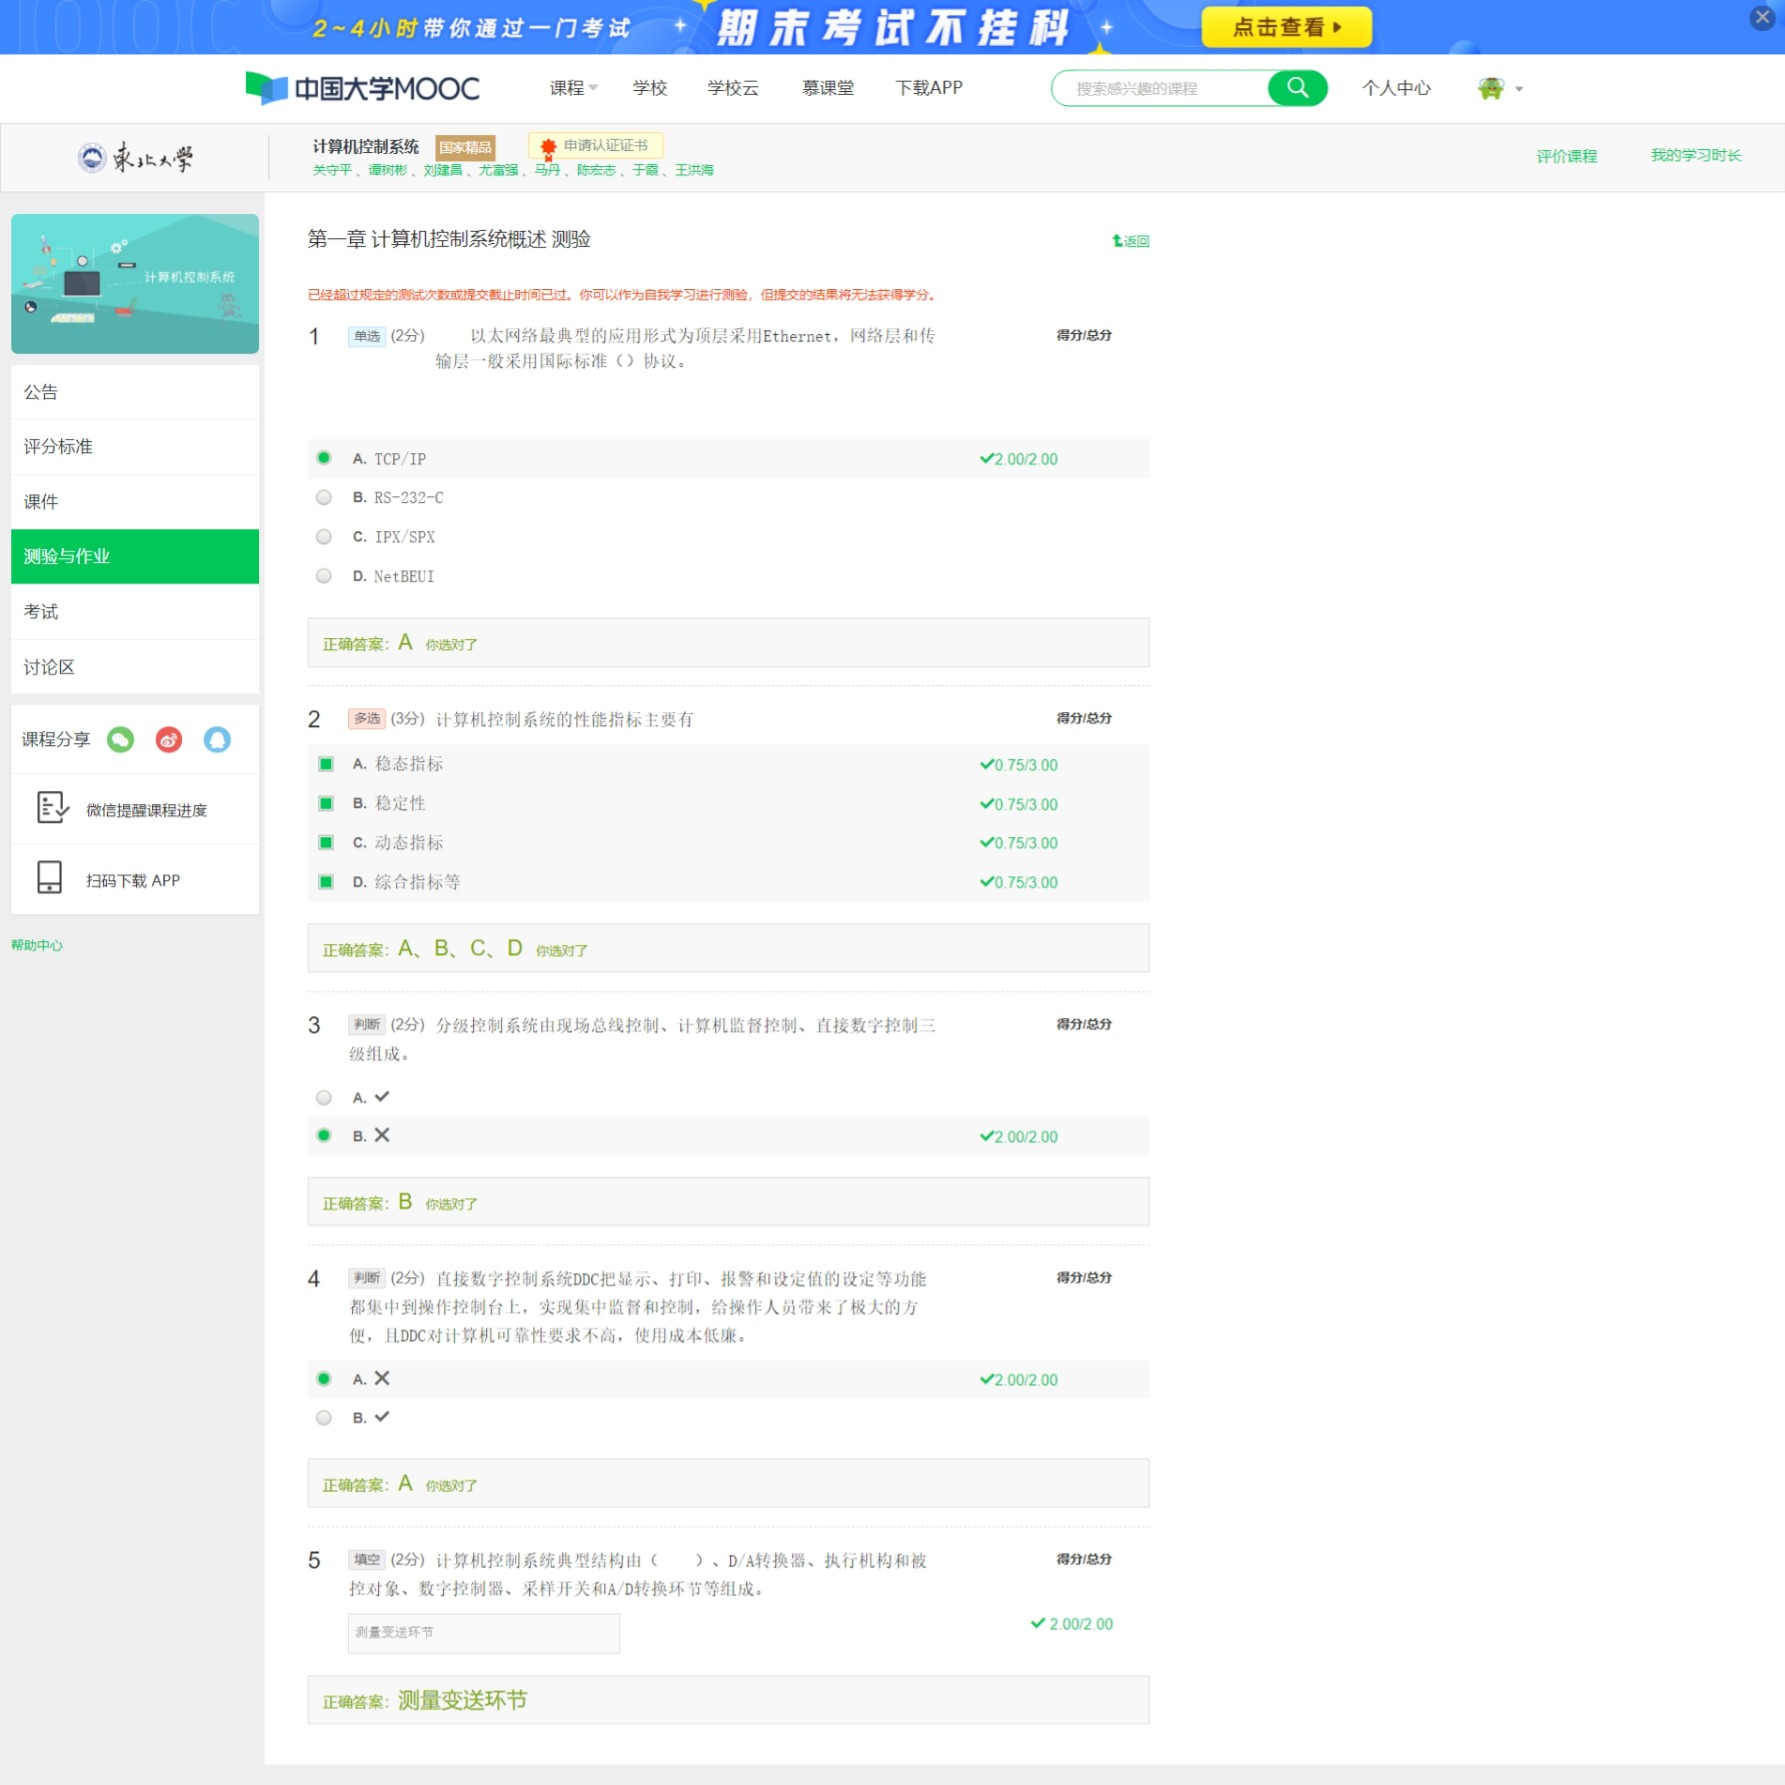 2~4小时带你通过一门考试 期末考试不挂科 点击查看
中国大学MOOC 课程 学校 学校云 慕课堂 下载APP 搜索感兴趣的课程 个人中心
東北大學 计算机控制系统 国家精品 申请认证证书 评价课程 我的学习时长
关守平、谭树彬、刘建昌、尤富强、马丹、陈宏志、于霞、王洪海
计算机控制系统
公告
评分标准
课件
测验与作业
考试
讨论区
课程分享
微信提醒课程进度
扫码下载 APP
帮助中心
第一章 计算机控制系统概述 测验 返回
已经超过规定的测试次数或提交截止时间已过。你可以作为自我学习进行测验，但提交的结果将无法获得学分。
1 单选 (2分) 以太网络最典型的应用形式为顶层采用Ethernet，网络层和传 得分/总分
输层一般采用国际标准（）协议。
A. TCP/IP 2.00/2.00
B. RS-232-C
C. IPX/SPX
D. NetBEUI
正确答案：A 你选对了
2 多选 (3分) 计算机控制系统的性能指标主要有 得分/总分
A. 稳态指标 0.75/3.00
B. 稳定性 0.75/3.00
C. 动态指标 0.75/3.00
D. 综合指标等 0.75/3.00
正确答案：A、B、C、D 你选对了
3 判断 (2分) 分级控制系统由现场总线控制、计算机监督控制、直接数字控制三 得分/总分
级组成。
A. ✓
B. ✕ 2.00/2.00
正确答案：B 你选对了
4 判断 (2分) 直接数字控制系统DDC把显示、打印、报警和设定值的设定等功能 得分/总分
都集中到操作控制台上，实现集中监督和控制，给操作人员带来了极大的方
便，且DDC对计算机可靠性要求不高，使用成本低廉。
A. ✕ 2.00/2.00
B. ✓
正确答案：A 你选对了
5 填空 (2分) 计算机控制系统典型结构由（ ）、D/A转换器、执行机构和被 得分/总分
控对象、数字控制器、采样开关和A/D转换环节等组成。
测量变送环节 2.00/2.00
正确答案：测量变送环节